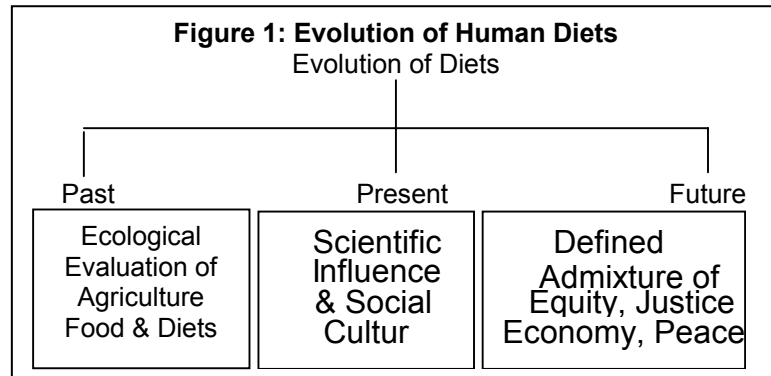 Figure 1: Evolution of Human Diets
Evolution of Diets
Past
Present
Future
Ecological
Evaluation of
Agriculture
Food & Diets
Scientific
Influence
& Social
Cultur
Defined
Admixture of
Equity, Justice
Economy, Peace